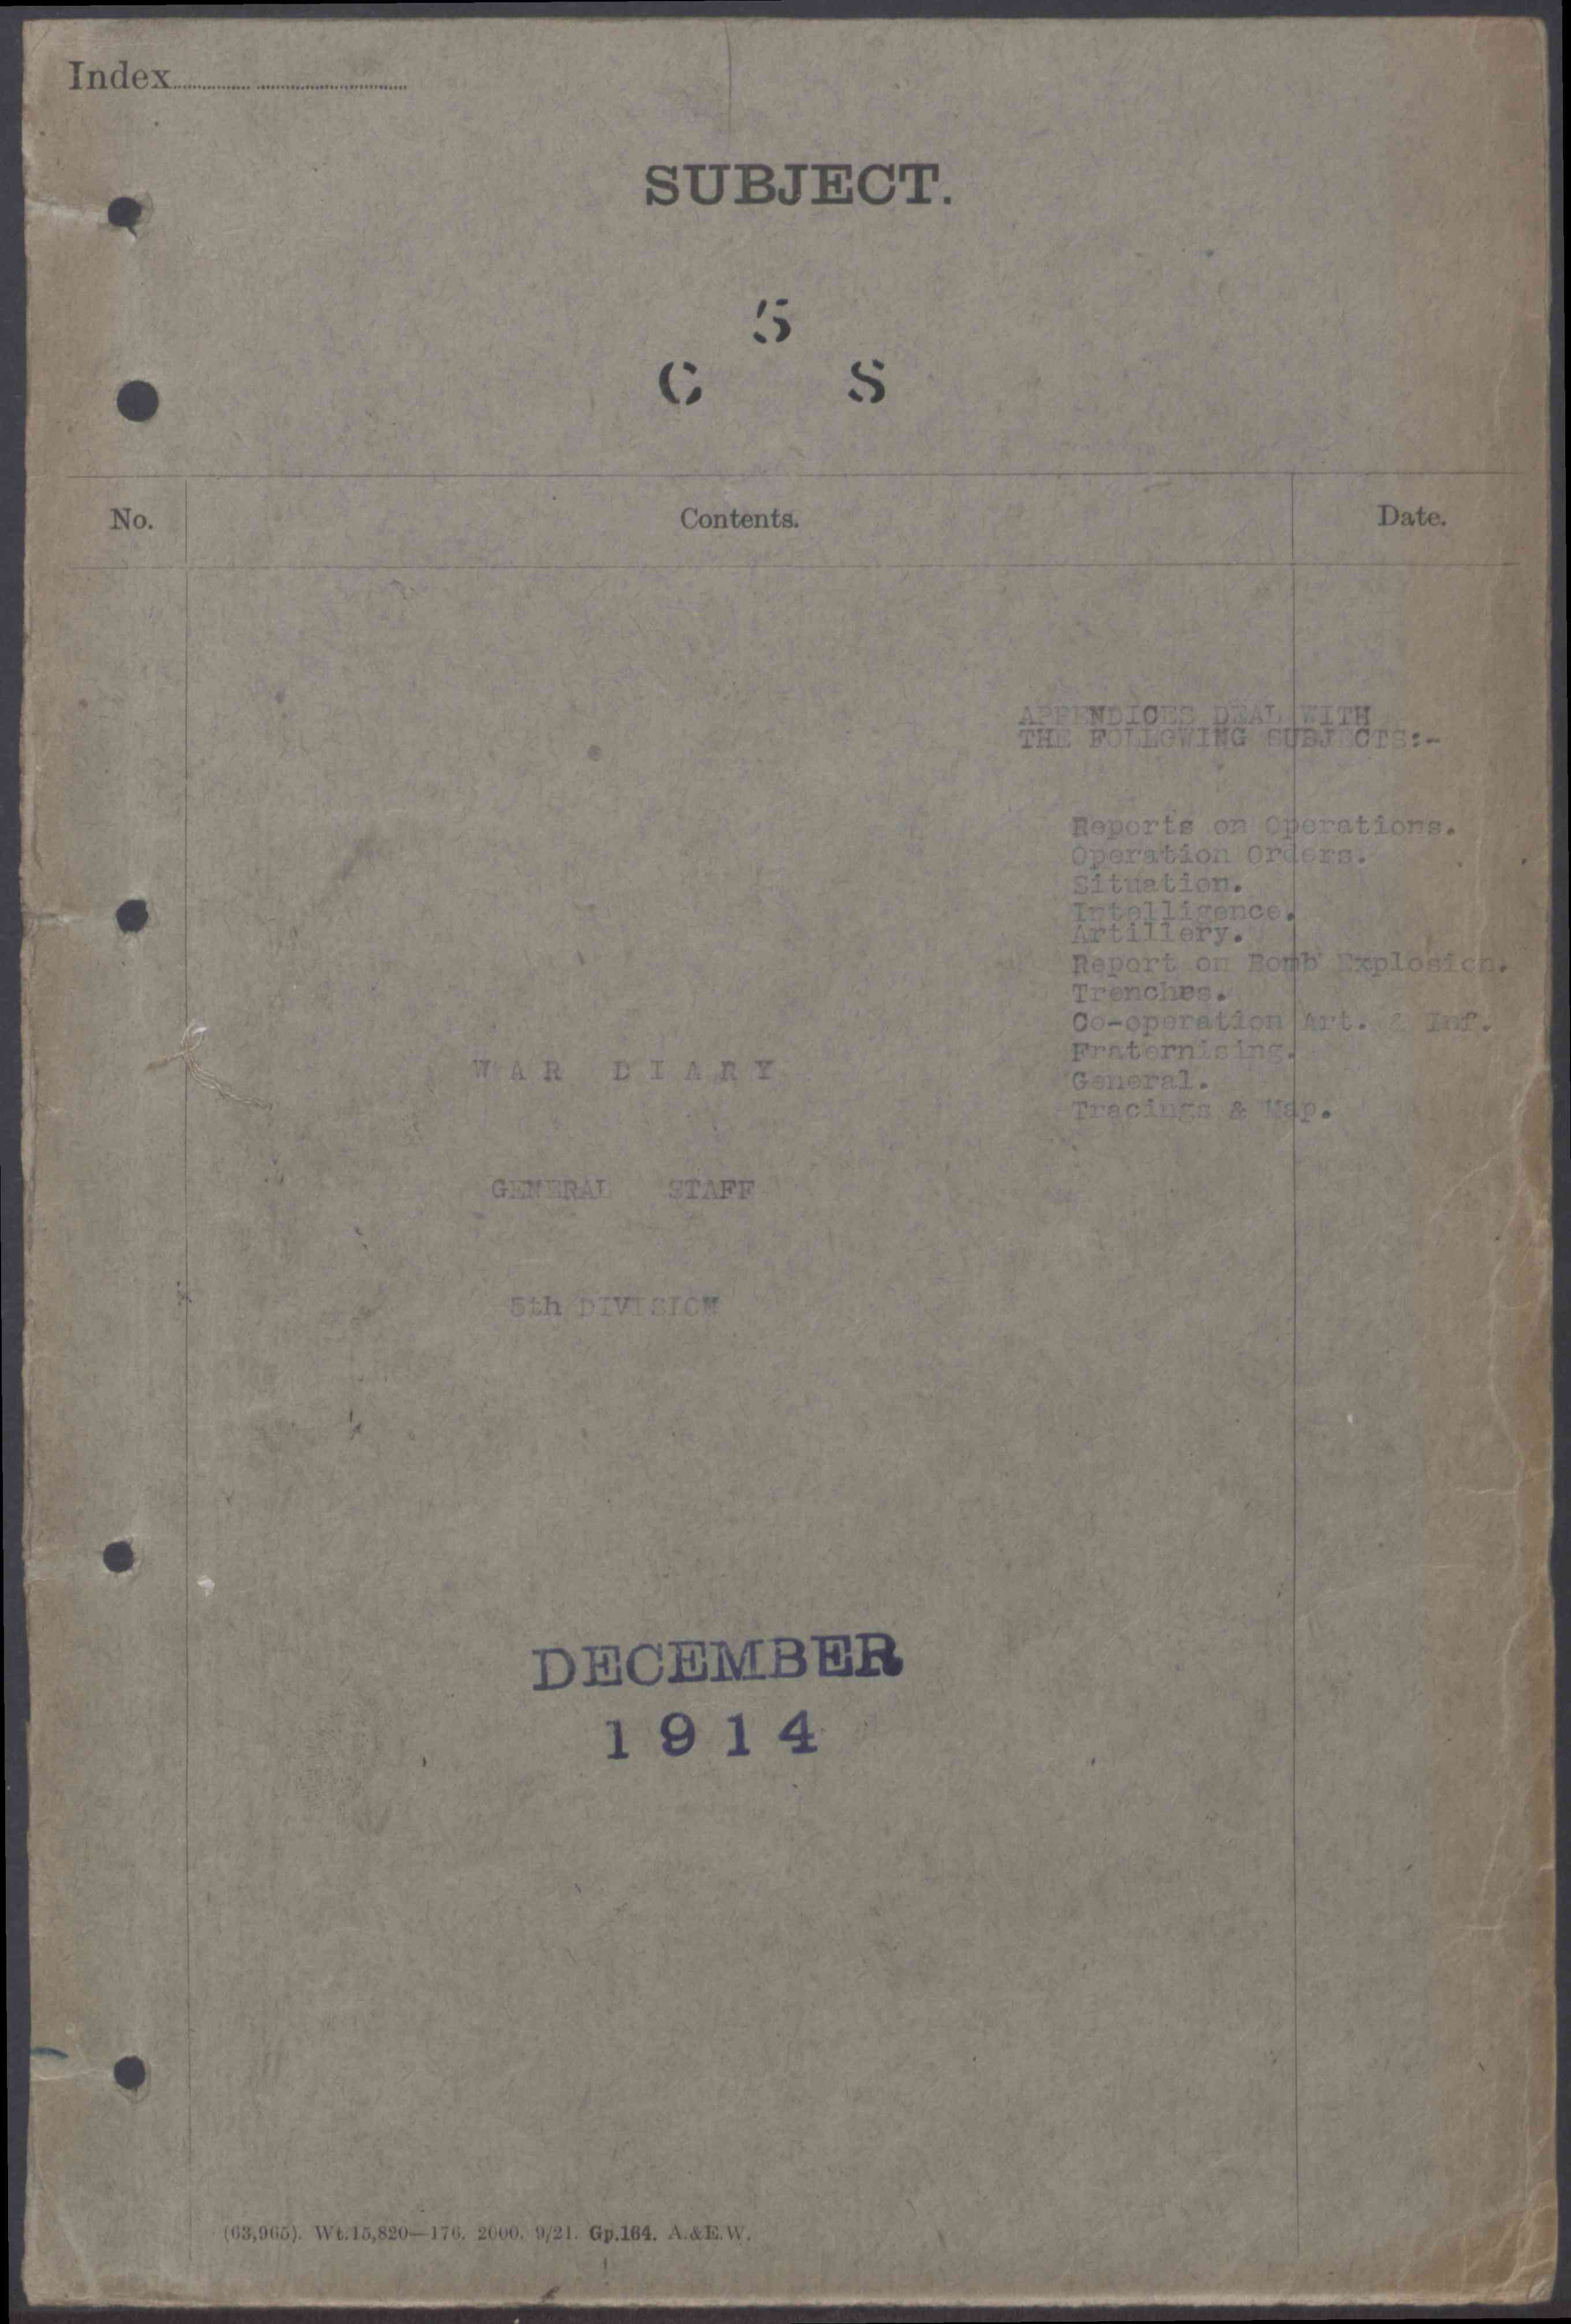 Index
SUBJECT.
5
C S
No. Contents. Date.
APPENDICES DEAL WITH
THE FOLLOWING SUBJECTS:-
Reports on Operations.
Operation Orders.
Situation.
Intelligence.
Artillery.
Report on Bomb Explosion.
Trenches.
Co-operation Art. & Inf.
Fraternising.
General.
Tracings & Map.
WAR DIARY
GENERAL STAFF
5th DIVISION
DECEMBER
1914
(63,965). Wt.15,820—176. 2000. 9/21. Gp.164. A.&E.W.